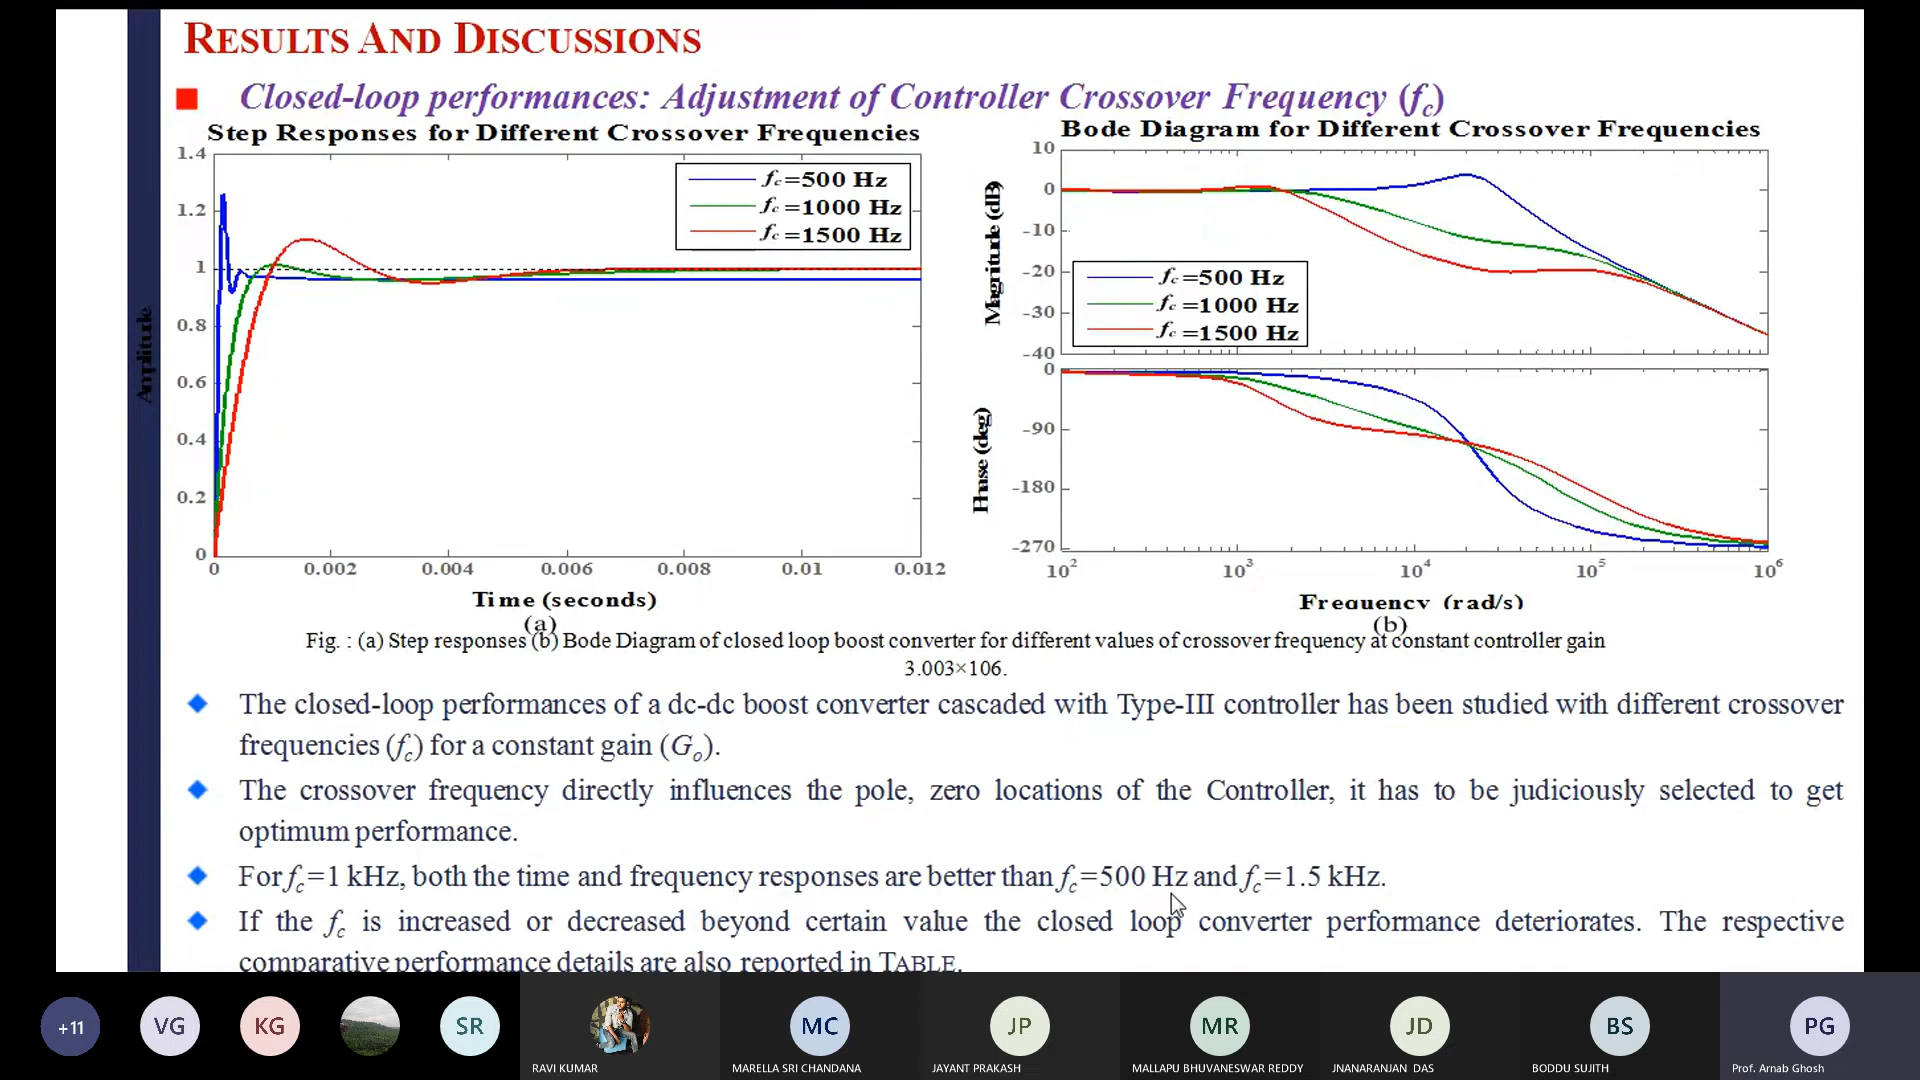 RESULTS AND DISCUSSIONS
Closed-loop performances: Adjustment of Controller Crossover Frequency (fc)
Step Responses for Different Crossover Frequencies
1.4
1.2
1
0.8
0.6
0.4
0.2
0
Amplitude
fc=500 Hz
fc=1000 Hz
fc=1500 Hz
0 0.002 0.004 0.006 0.008 0.01 0.012
Time (seconds)
(a)
Bode Diagram for Different Crossover Frequencies
10
0
-10
-20
-30
-40
Magnitude (dB)
fc=500 Hz
fc=1000 Hz
fc=1500 Hz
0
-90
-180
-270
Phase (deg)
10² 10³ 10⁴ 10⁵ 10⁶
Frequency (rad/s)
(b)
Fig. : (a) Step responses (b) Bode Diagram of closed loop boost converter for different values of crossover frequency at constant controller gain
3.003×106.
The closed-loop performances of a dc-dc boost converter cascaded with Type-III controller has been studied with different crossover
frequencies (fc) for a constant gain (Go).
The crossover frequency directly influences the pole, zero locations of the Controller, it has to be judiciously selected to get
optimum performance.
For fc=1 kHz, both the time and frequency responses are better than fc=500 Hz and fc=1.5 kHz.
If the fc is increased or decreased beyond certain value the closed loop converter performance deteriorates. The respective
comparative performance details are also reported in TABLE.
+11
VG
KG
SR
RAVI KUMAR
MC
MARELLA SRI CHANDANA
JP
JAYANT PRAKASH
MR
MALLAPU BHUVANESWAR REDDY
JD
JNANARANJAN DAS
BS
BODDU SUJITH
PG
Prof. Arnab Ghosh